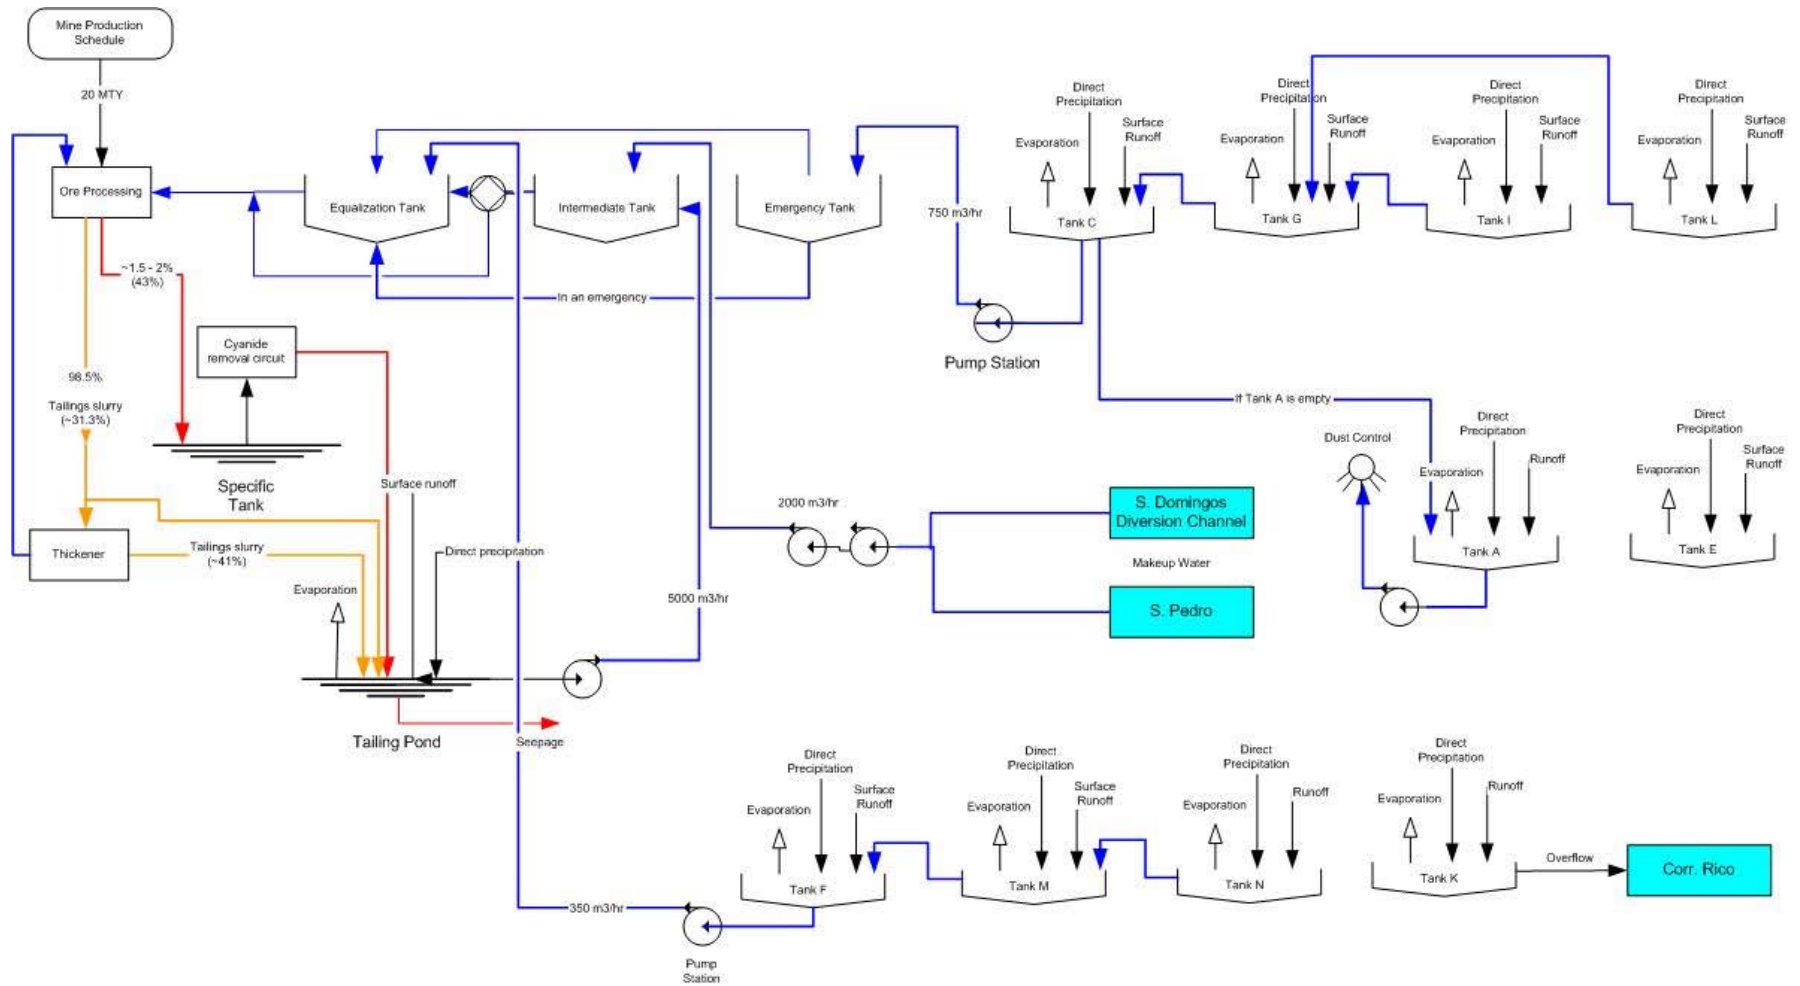 Mine Production
Schedule
20 MTY
Ore Processing
Equalization Tank
Intermediate Tank
Emergency Tank
750 m3/hr
In an emergency
~1.5 - 2%
(43%)
Cyanide
removal circuit
98.5%
Tailings slurry
(~31.3%)
Specific
Tank
Surface runoff
Thickener
Tailings slurry
(~41%)
Direct precipitation
Evaporation
Tailing Pond
Seepage
5000 m3/hr
2000 m3/hr
Pump Station
Direct
Precipitation
Surface
Runoff
Evaporation
Tank C
Direct
Precipitation
Surface
Runoff
Evaporation
Tank G
Direct
Precipitation
Surface
Runoff
Evaporation
Tank I
Direct
Precipitation
Surface
Runoff
Evaporation
Tank L
If Tank A is empty
Dust Control
Direct
Precipitation
Runoff
Evaporation
Tank A
Direct
Precipitation
Surface
Runoff
Evaporation
Tank E
S. Domingos
Diversion Channel
Makeup Water
S. Pedro
Direct
Precipitation
Surface
Runoff
Evaporation
Tank F
Direct
Precipitation
Surface
Runoff
Evaporation
Tank M
Direct
Precipitation
Runoff
Evaporation
Tank N
Direct
Precipitation
Runoff
Evaporation
Tank K
Overflow
Corr. Rico
350 m3/hr
Pump
Station